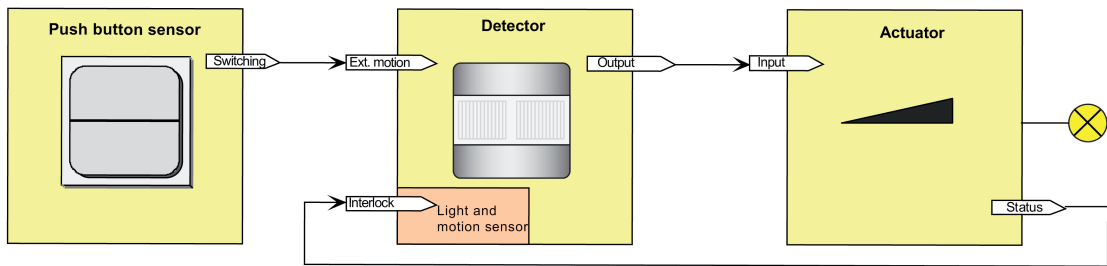 Push button sensor
Switching
Detector
Ext. motion
Output
Interlock
Light and
motion sensor
Actuator
Input
Status